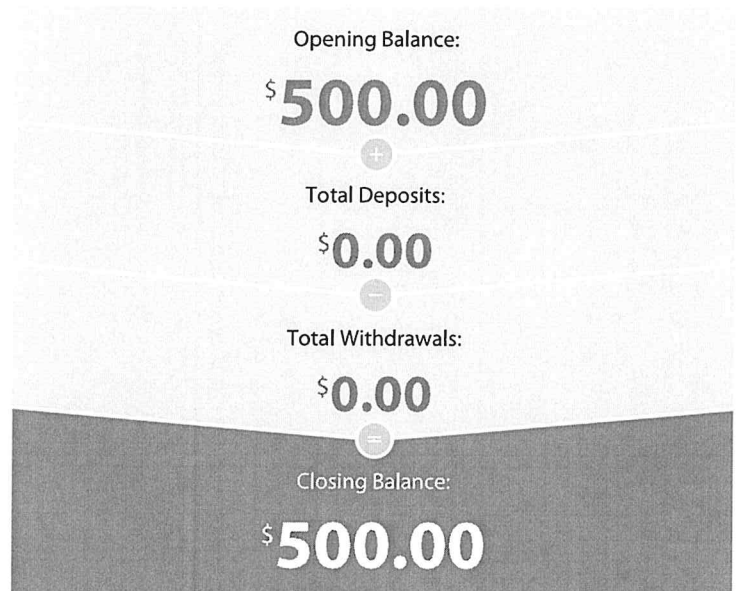 Opening Balance:
$500.00
+
Total Deposits:
$0.00
−
Total Withdrawals:
$0.00
=
Closing Balance:
$500.00